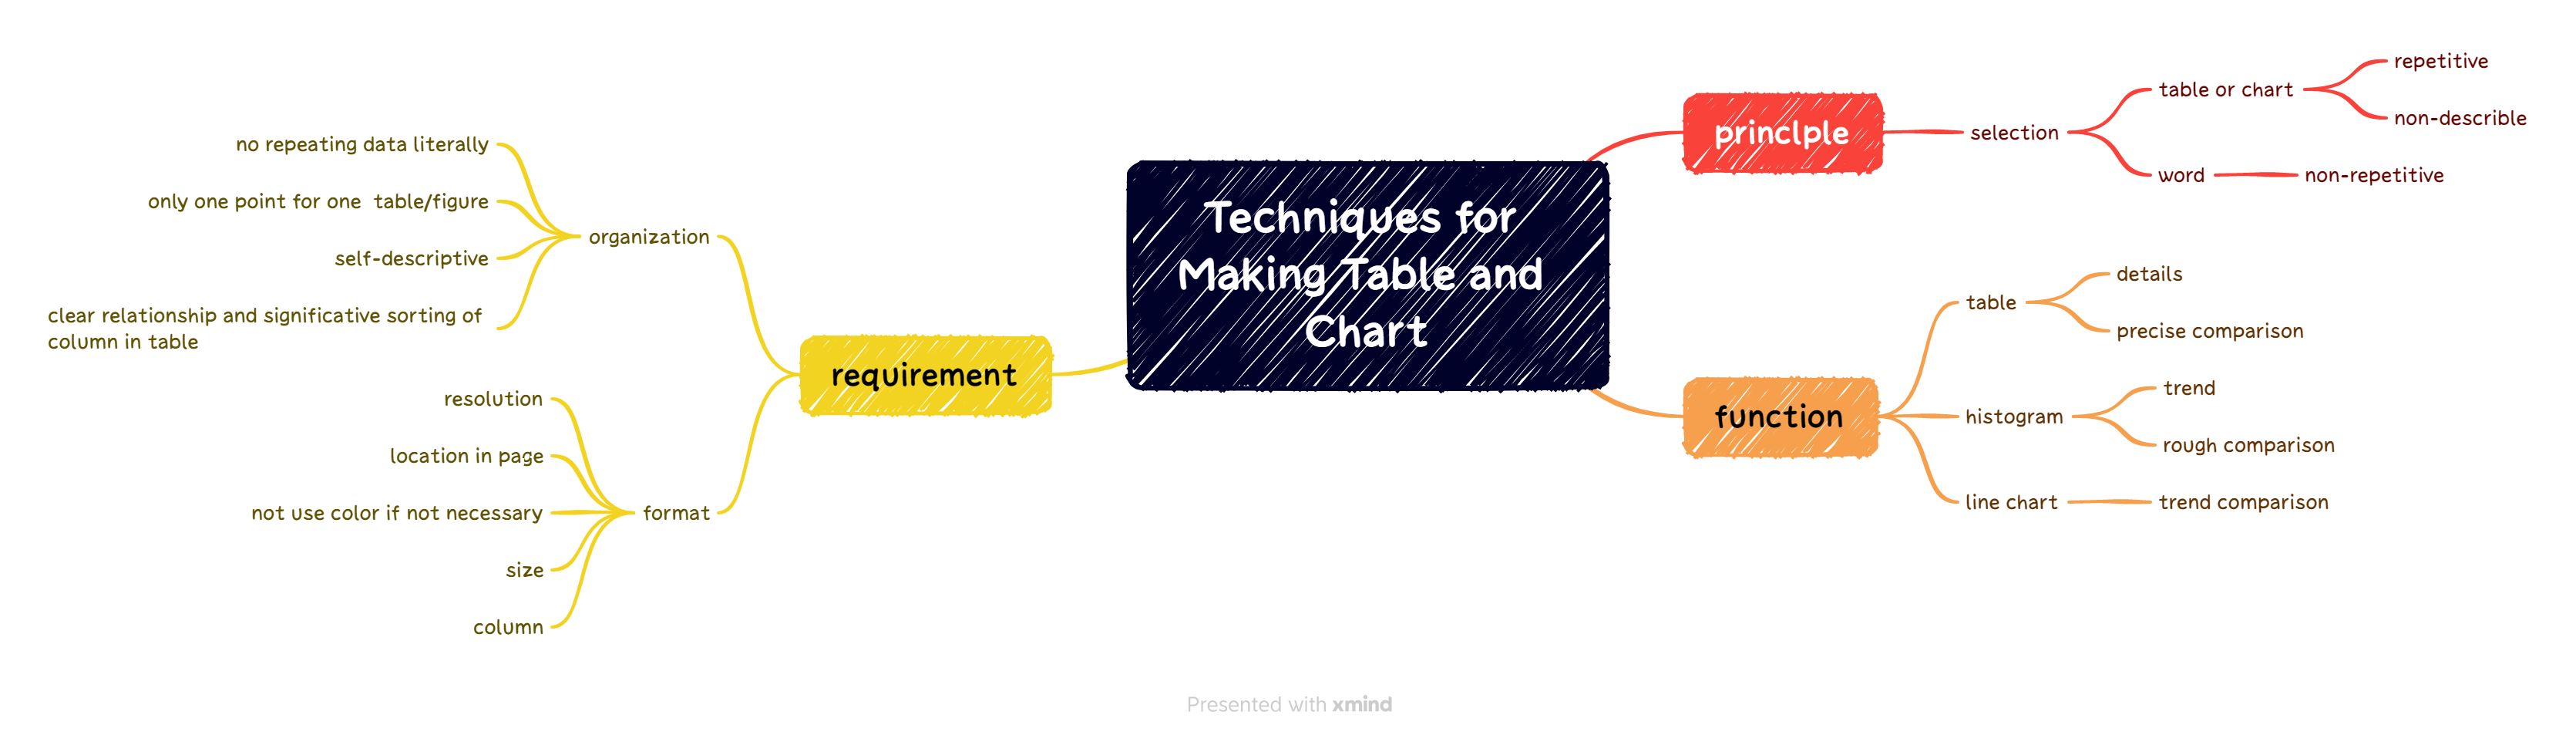 Techniques for
Making Table and
Chart
princlple
selection
table or chart
repetitive
non-describle
word
non-repetitive
function
table
details
precise comparison
histogram
trend
rough comparison
line chart
trend comparison
requirement
organization
no repeating data literally
only one point for one  table/figure
self-descriptive
clear relationship and significative sorting of
column in table
format
resolution
location in page
not use color if not necessary
size
column
Presented with xmind